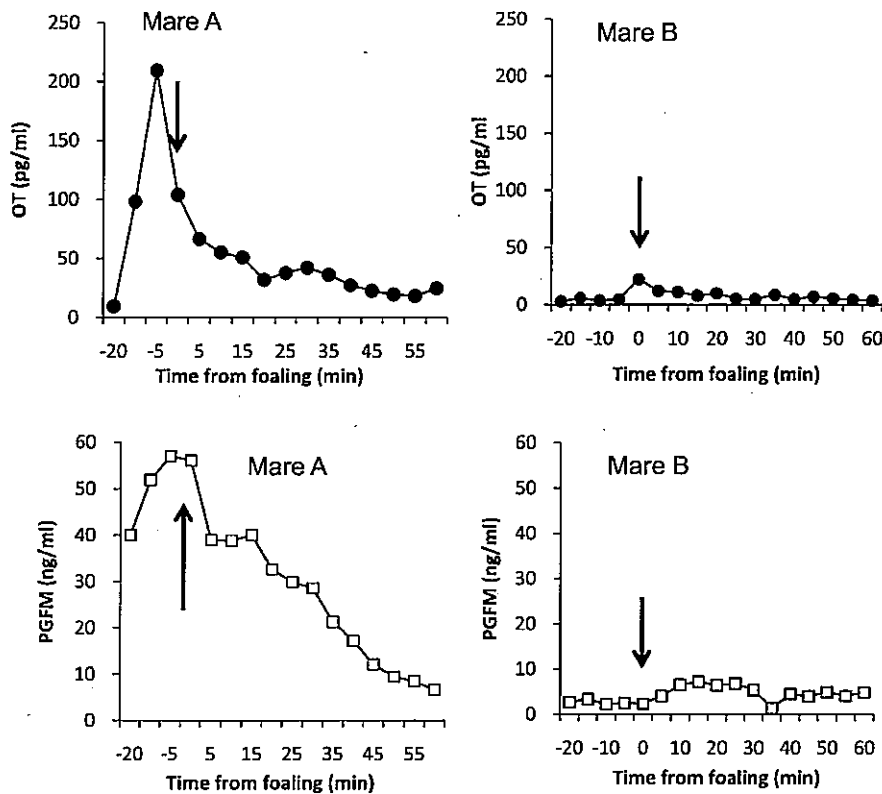 Mare A
250
200
150
100
50
0
OT (pg/ml)
-20 -5 5 15 25 35 45 55
Time from foaling (min)
Mare B
250
200
150
100
50
0
OT (pg/ml)
-20 -10 0 10 20 30 40 50 60
Time from foaling (min)
Mare A
60
50
40
30
20
10
0
PGFM (ng/ml)
-20 -5 5 15 25 35 45 55
Time from foaling (min)
Mare B
60
50
40
30
20
10
0
PGFM (ng/ml)
-20 -10 0 10 20 30 40 50 60
Time from foaling (min)